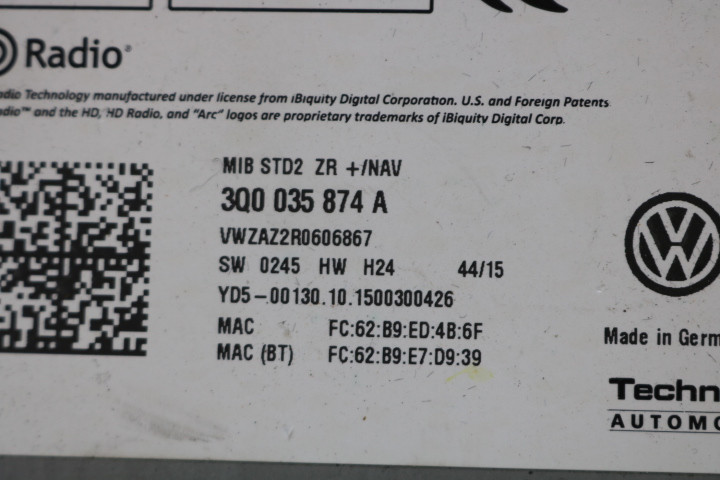 Radio®
Radio Technology manufactured under license from iBiquity Digital Corporation. U.S. and Foreign Patents
Radio™ and the HD, HD Radio, and "Arc" logos are proprietary trademarks of iBiquity Digital Corp.
MIB STD2 ZR +/NAV
3Q0 035 874 A
VWZAZ2R0606867
SW 0245 HW H24 44/15
YD5-00130.10.1500300426
MAC FC:62:B9:ED:4B:6F
MAC (BT) FC:62:B9:E7:D9:39
Made in Germ
Techn
AUTOMO